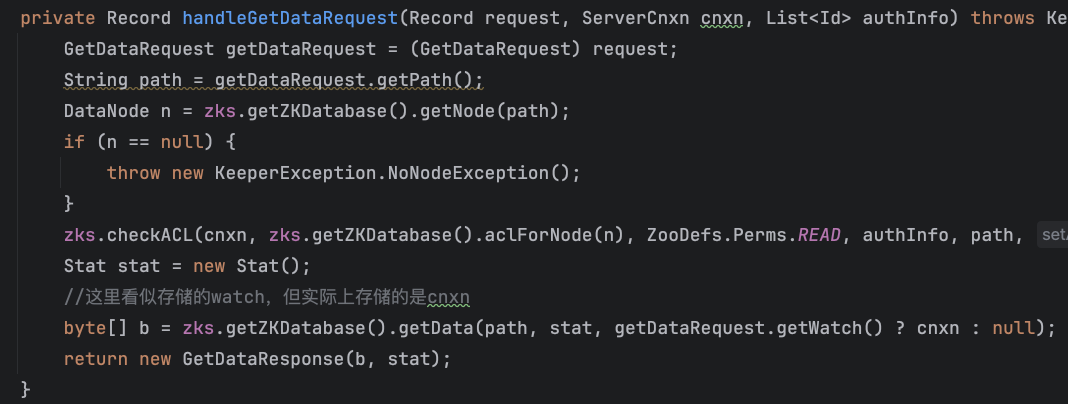 private Record handleGetDataRequest(Record request, ServerCnxn cnxn, List<Id> authInfo) throws Ke
GetDataRequest getDataRequest = (GetDataRequest) request;
String path = getDataRequest.getPath();
DataNode n = zks.getZKDatabase().getNode(path);
if (n == null) {
throw new KeeperException.NoNodeException();
}
zks.checkACL(cnxn, zks.getZKDatabase().aclForNode(n), ZooDefs.Perms.READ, authInfo, path, setA
Stat stat = new Stat();
//这里看似存储的watch，但实际上存储的是cnxn
byte[] b = zks.getZKDatabase().getData(path, stat, getDataRequest.getWatch() ? cnxn : null);
return new GetDataResponse(b, stat);
}